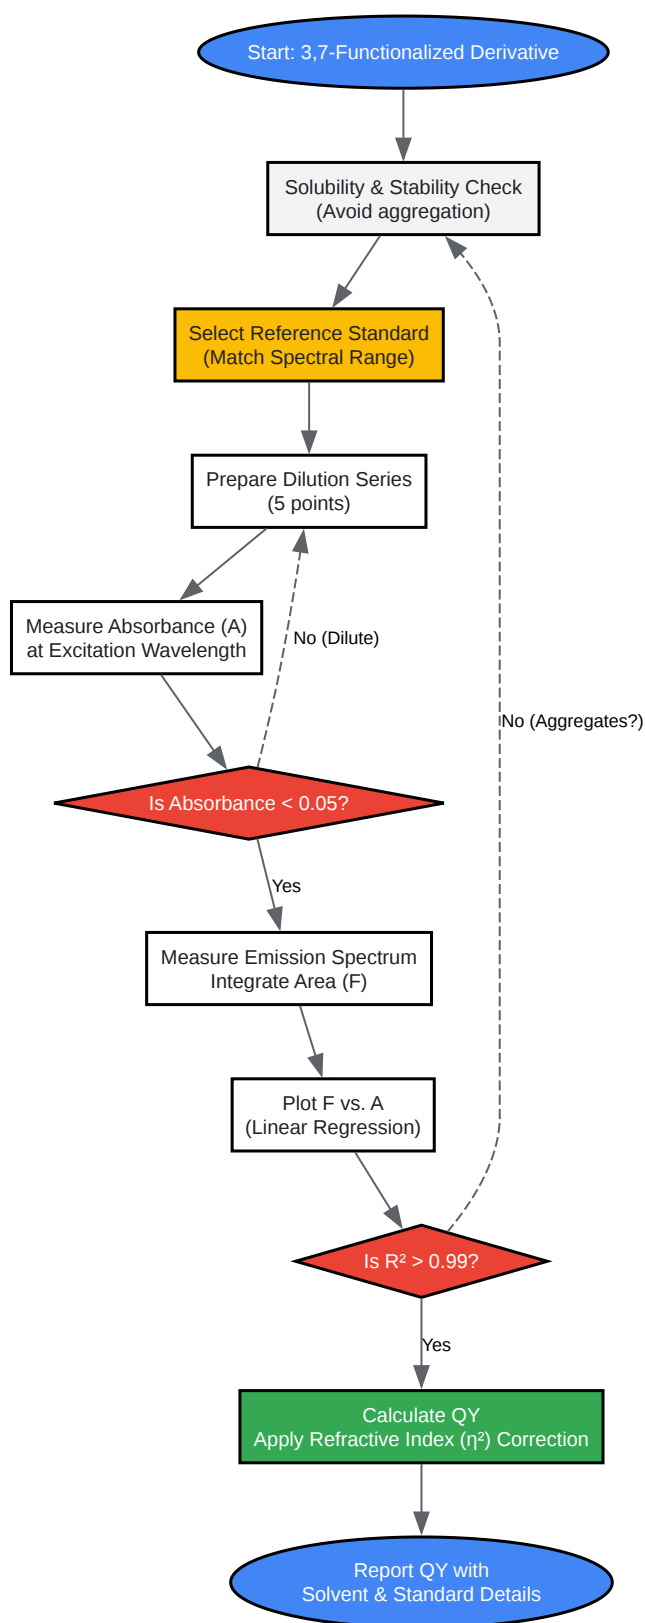 Start: 3,7-Functionalized Derivative
Solubility & Stability Check
(Avoid aggregation)
Select Reference Standard
(Match Spectral Range)
Prepare Dilution Series
(5 points)
Measure Absorbance (A)
at Excitation Wavelength
No (Dilute)
No (Aggregates?)
Is Absorbance < 0.05?
Yes
Measure Emission Spectrum
Integrate Area (F)
Plot F vs. A
(Linear Regression)
Is R² > 0.99?
Yes
Calculate QY
Apply Refractive Index (η²) Correction
Report QY with
Solvent & Standard Details